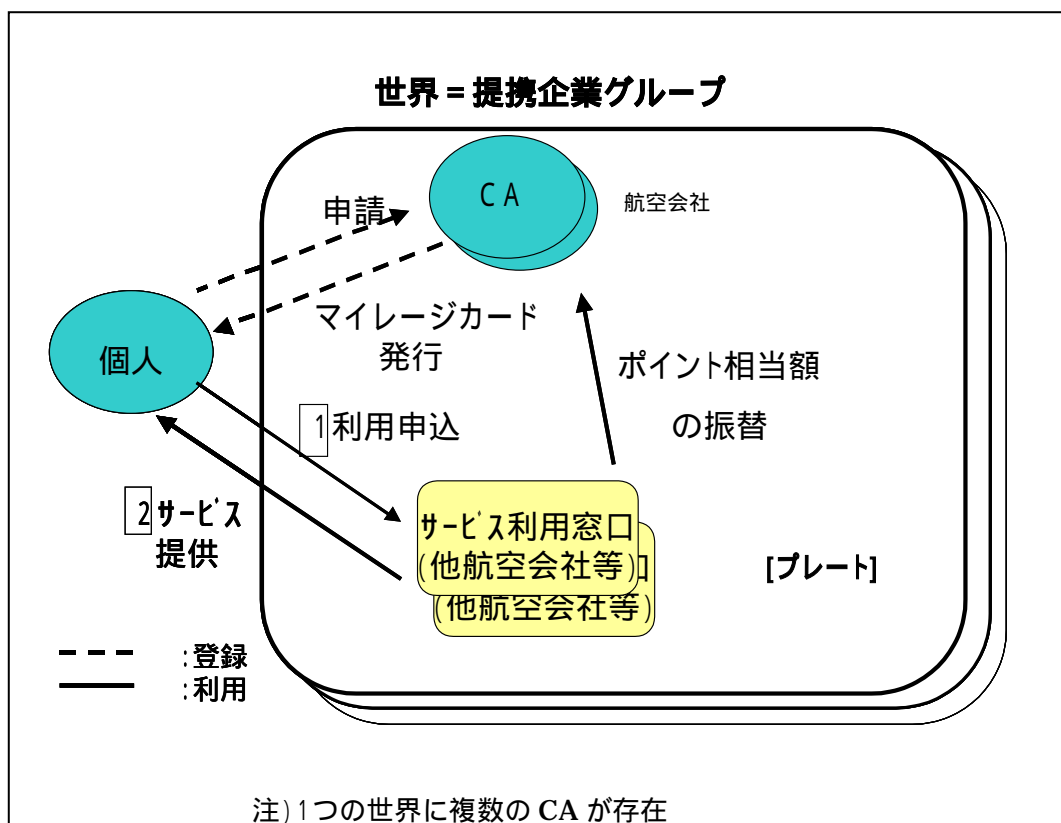 世界=提携企業グループ
CA
航空会社
申請
マイレージカード
発行
個人
ポイント相当額
の振替
1利用申込
2サービス
提供
サービス利用窓口
(他航空会社等)
口
(他航空会社等)
[プレート]
:登録
:利用
注)1つの世界に複数のCAが存在